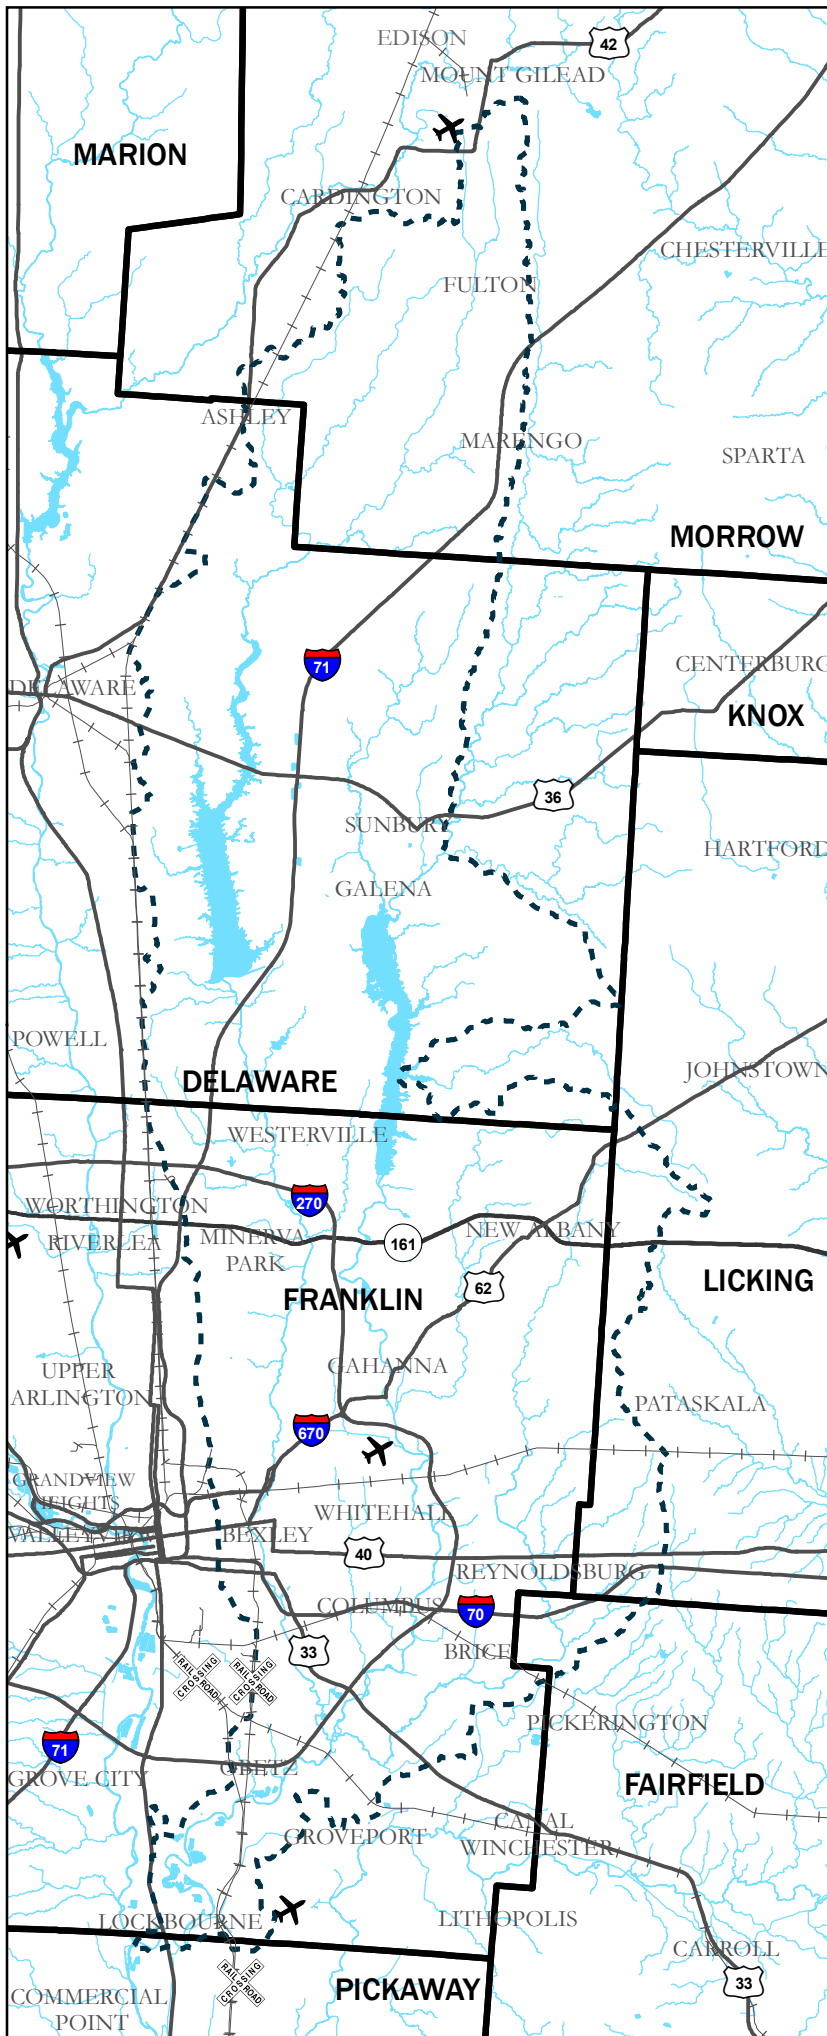 EDISON
42
MOUNT GILEAD
MARION
CARDINGTON
CHESTERVILLE
FULTON
ASHLEY
MARENGO
SPARTA
MORROW
71
CENTERBURG
DELAWARE
KNOX
36
SUNBURY
HARTFORD
GALENA
POWELL
JOHNSTOWN
DELAWARE
WESTERVILLE
270
WORTHINGTON
NEW ALBANY
RIVERLEA
MINERVA
PARK
161
LICKING
62
FRANKLIN
GAHANNA
UPPER
ARLINGTON
PATASKALA
670
GRANDVIEW
HEIGHTS
WHITEHALL
VALLEYVIEW
BEXLEY
40
REYNOLDSBURG
COLUMBUS
70
33
BRICE
RAILROAD
CROSSING
RAILROAD
CROSSING
PICKERINGTON
71
OBETZ
GROVE CITY
FAIRFIELD
GROVEPORT
CANAL
WINCHESTER
LOCKBOURNE
LITHOPOLIS
CARROLL
RAILROAD
CROSSING
33
PICKAWAY
COMMERCIAL
POINT